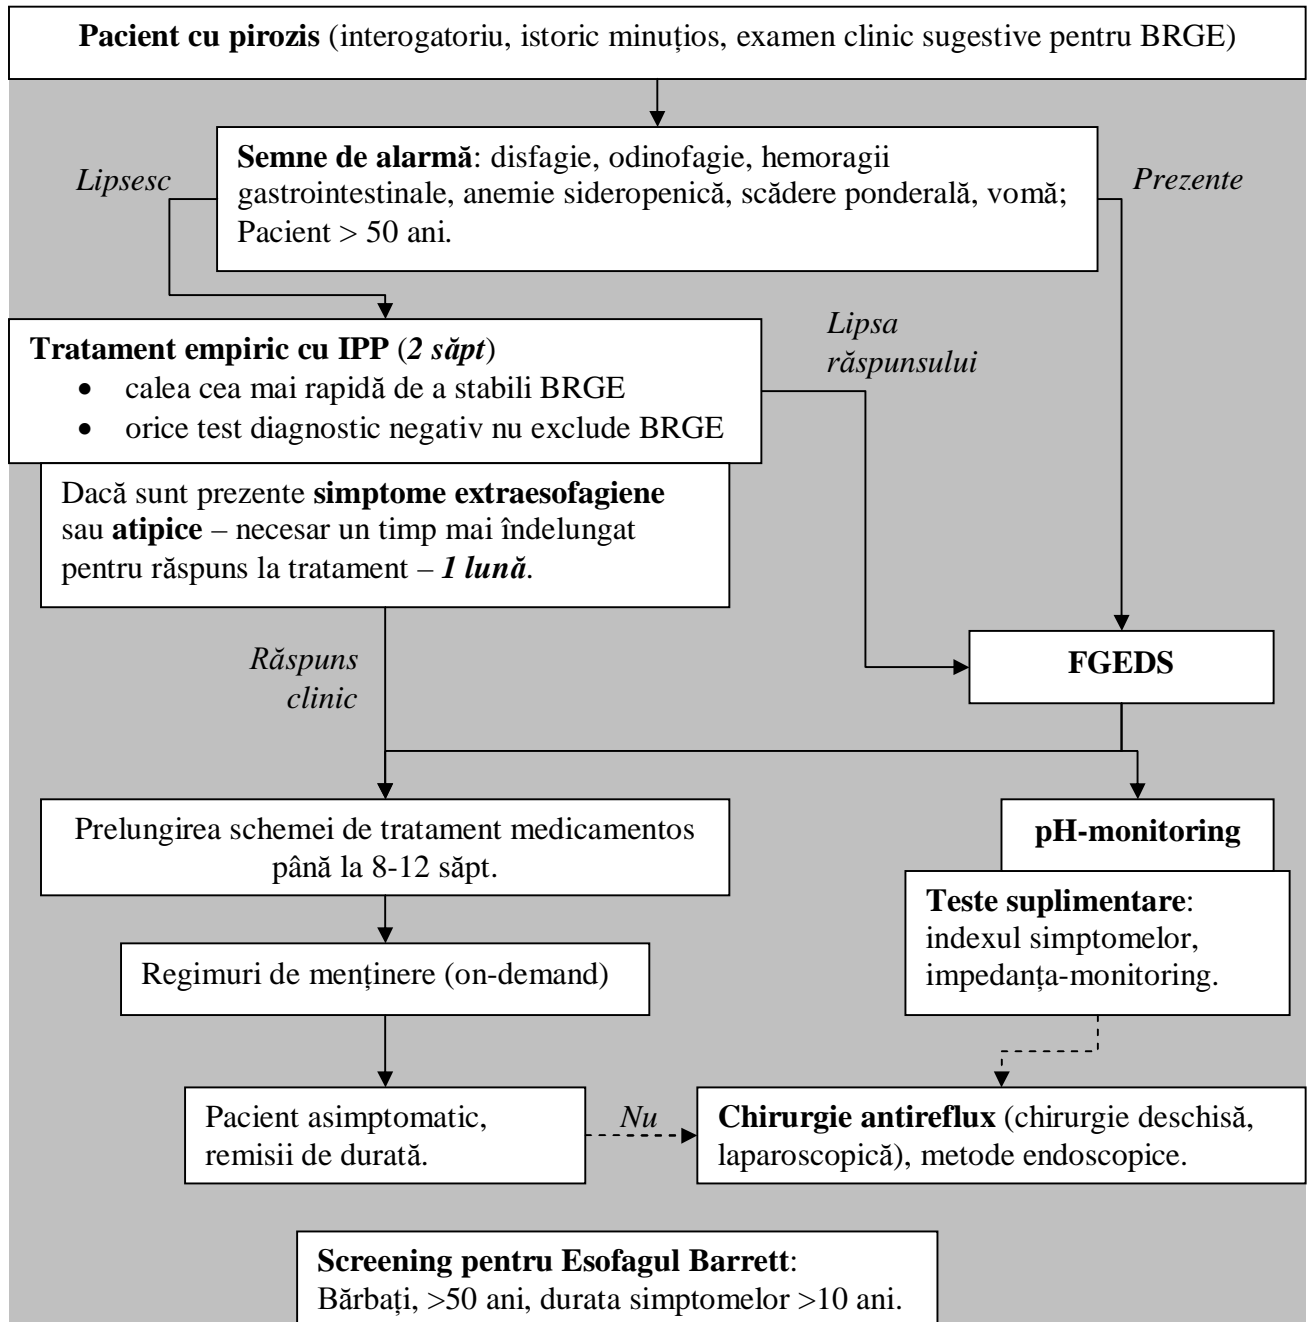 Pacient cu pirozis (interogatoriu, istoric minuțios, examen clinic sugestive pentru BRGE)
Semne de alarmă: disfagie, odinofagie, hemoragii
gastrointestinale, anemie sideropenică, scădere ponderală, vomă;
Pacient > 50 ani.
Lipsesc
Prezente
Tratament empiric cu IPP (2 săpt)
• calea cea mai rapidă de a stabili BRGE
• orice test diagnostic negativ nu exclude BRGE
Lipsa
răspunsului
Dacă sunt prezente simptome extraesofagiene
sau atipice – necesar un timp mai îndelungat
pentru răspuns la tratament – 1 lună.
Răspuns
clinic
FGEDS
Prelungirea schemei de tratament medicamentos
până la 8-12 săpt.
pH-monitoring
Teste suplimentare:
indexul simptomelor,
impedanța-monitoring.
Regimuri de menținere (on-demand)
Pacient asimptomatic,
remisii de durată.
Nu
Chirurgie antireflux (chirurgie deschisă,
laparoscopică), metode endoscopice.
Screening pentru Esofagul Barrett:
Bărbați, >50 ani, durata simptomelor >10 ani.